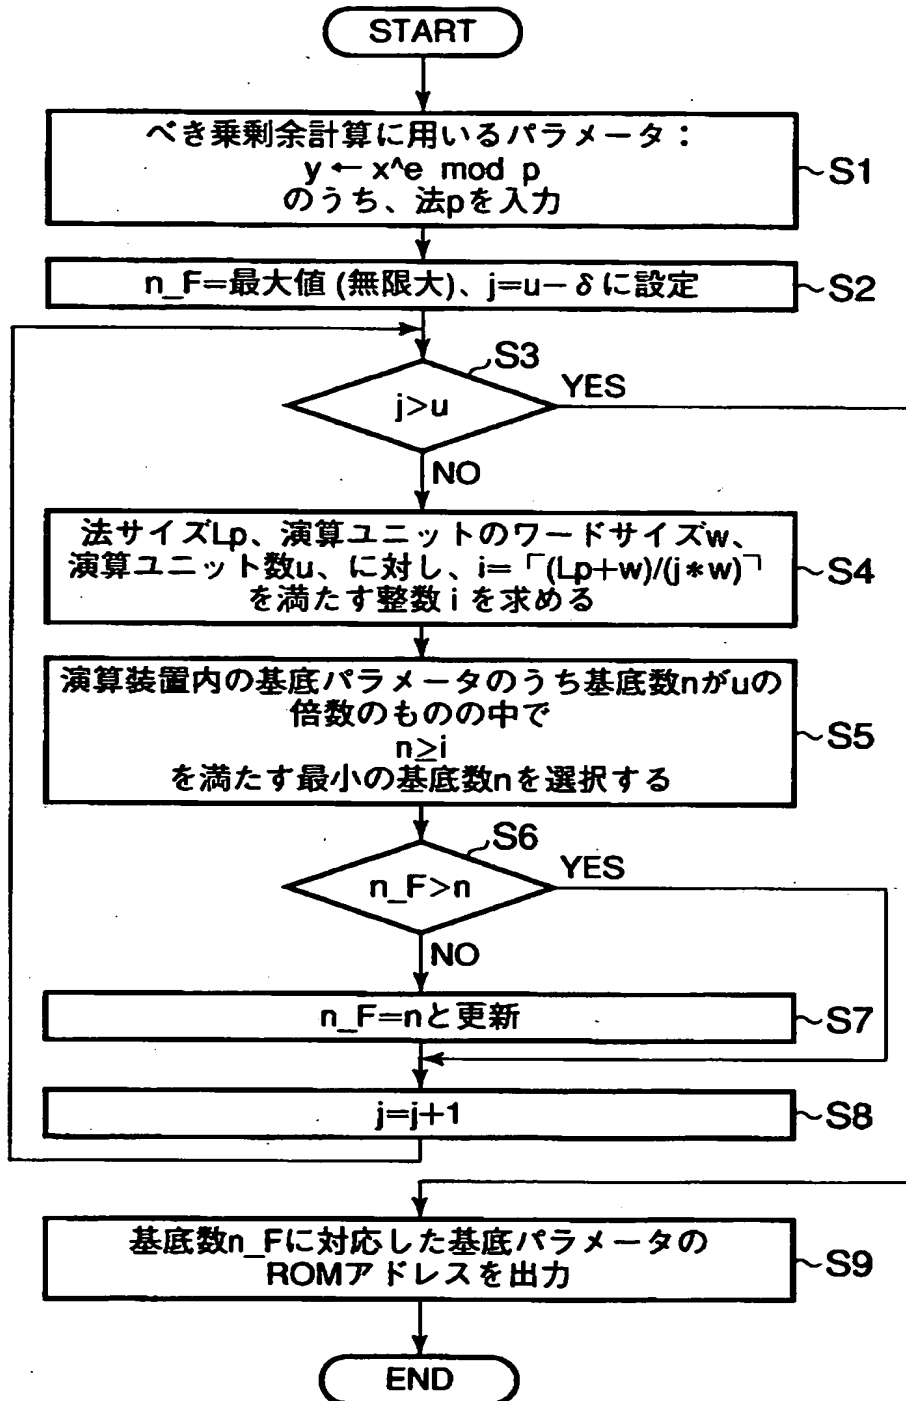 START
べき乗剰余計算に用いるパラメータ：
y ← x^e mod p
のうち、法pを入力
S1
n_F=最大値 (無限大)、j=u−δに設定
S2
S3
j>u
YES
NO
法サイズLp、演算ユニットのワードサイズw、
演算ユニット数u、に対し、i=「(Lp+w)/(j*w)┐
を満たす整数 i を求める
S4
演算装置内の基底パラメータのうち基底数nがuの
倍数のものの中で
n≥i
を満たす最小の基底数nを選択する
S5
S6
n_F>n
YES
NO
n_F=nと更新
S7
j=j+1
S8
基底数n_Fに対応した基底パラメータの
ROMアドレスを出力
S9
END